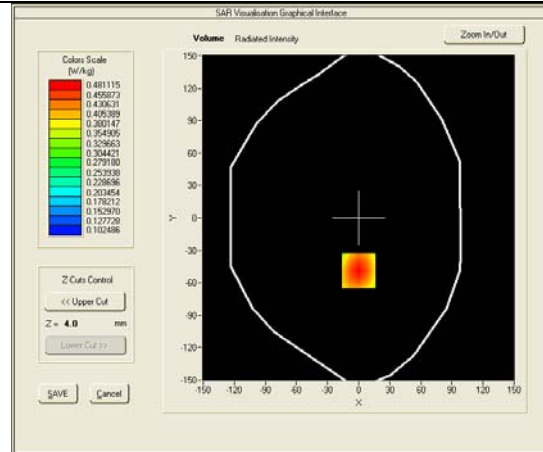 SAR Visualisation Graphical Interface
Volume Radiated Intensity
Zoom In/Out
Colors Scale
(W/kg)
0.481115
0.455873
0.430631
0.405389
0.380147
0.354905
0.329663
0.304421
0.279180
0.253938
0.228696
0.203454
0.178212
0.152970
0.127728
0.102486
Z Cuts Control
<< Upper Cut
Z = 4.0 mm
Lower Cut >>
SAVE Cancel
150-
120-
90-
60-
30-
0-
-30-
-60-
-90-
-120-
-150-
Y
-150 -120 -90 -60 -30 0 30 60 90 120 150
X